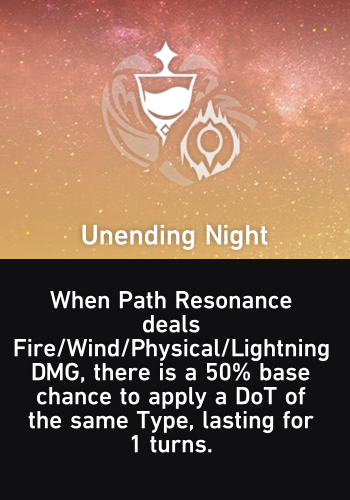 Unending Night
When Path Resonance
deals
Fire/Wind/Physical/Lightning
DMG, there is a 50% base
chance to apply a DoT of
the same Type, lasting for
1 turns.